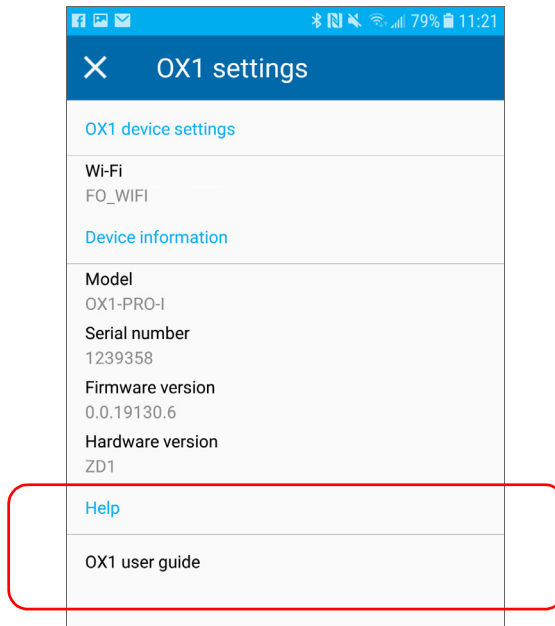 79% 11:21
OX1 settings
OX1 device settings
Wi-Fi
FO_WIFI
Device information
Model
OX1-PRO-I
Serial number
1239358
Firmware version
0.0.19130.6
Hardware version
ZD1
Help
OX1 user guide